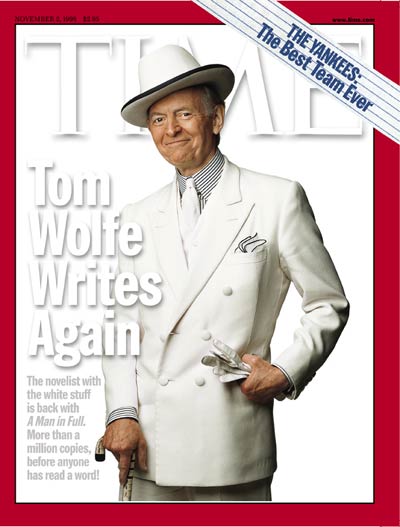 NOVEMBER 2, 1998 $2.95
www.time.com
TIME
THE YANKEES:
The Best Team Ever
Tom
Wolfe
Writes
Again
The novelist with
the white stuff
is back with
A Man in Full.
More than a
million copies,
before anyone
has read a word!